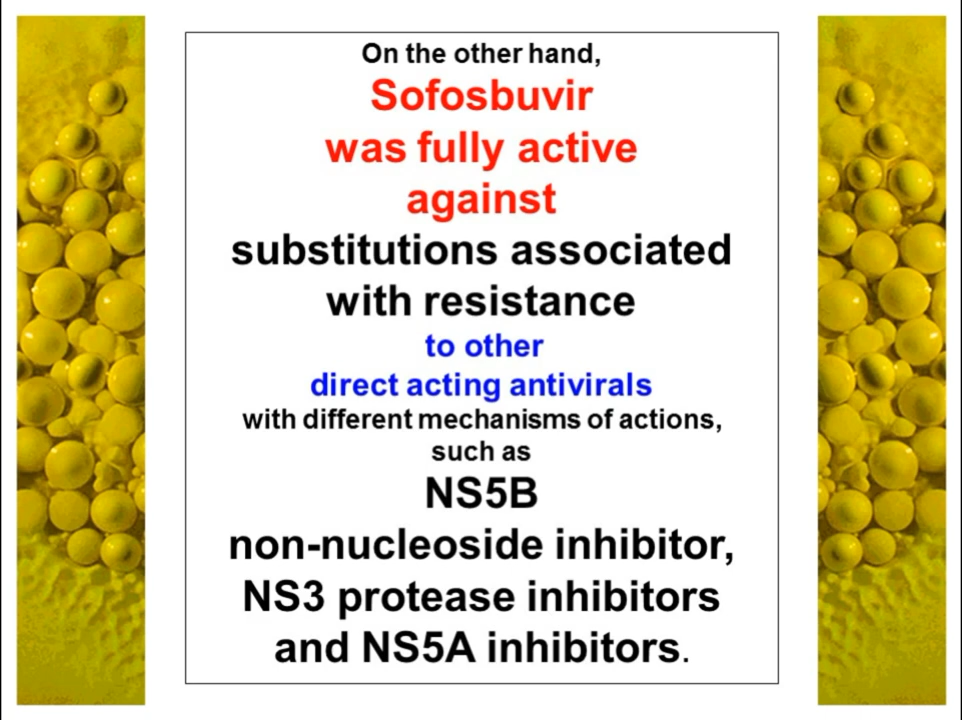 On the other hand,
Sofosbuvir
was fully active
against
substitutions associated
with resistance
to other
direct acting antivirals
with different mechanisms of actions,
such as
NS5B
non-nucleoside inhibitor,
NS3 protease inhibitors
and NS5A inhibitors.